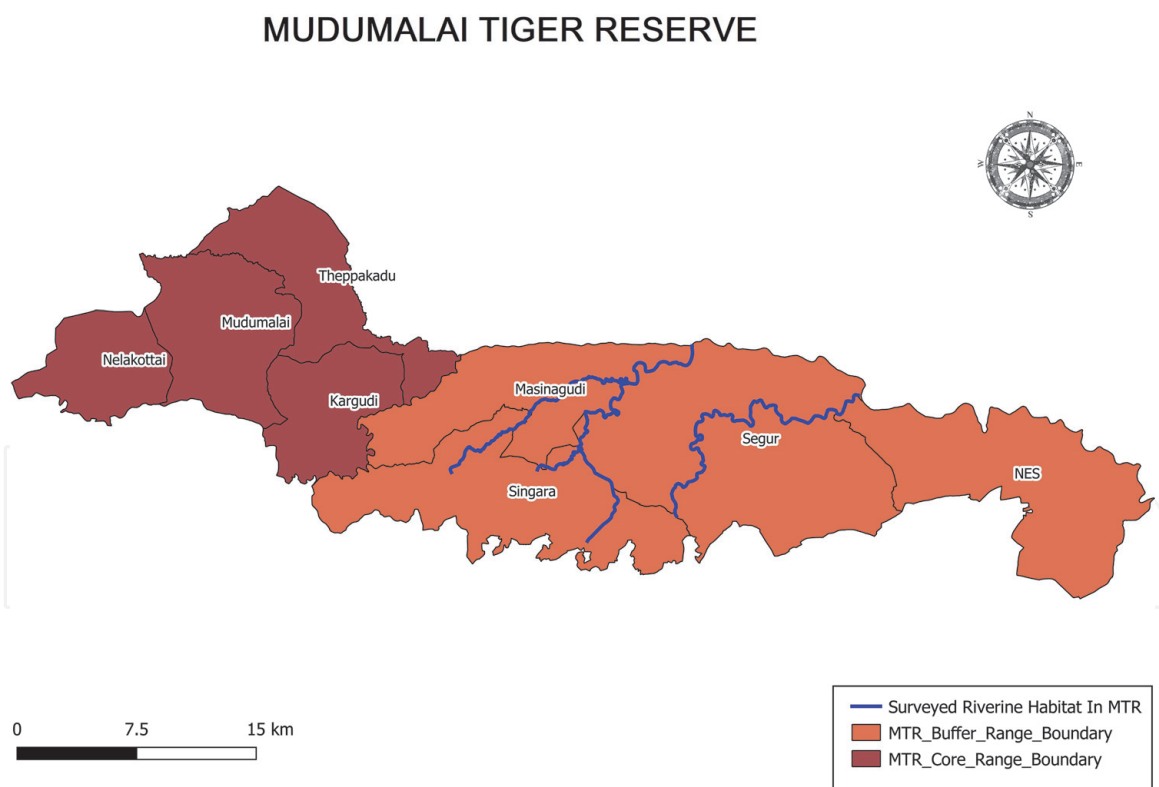 MUDUMALAI TIGER RESERVE
N
W
E
S
Theppakadu
Mudumalai
Nelakottai
Kargudi
Masinagudi
Segur
Singara
NES
0 7.5 15 km
Surveyed Riverine Habitat In MTR
MTR_Buffer_Range_Boundary
MTR_Core_Range_Boundary